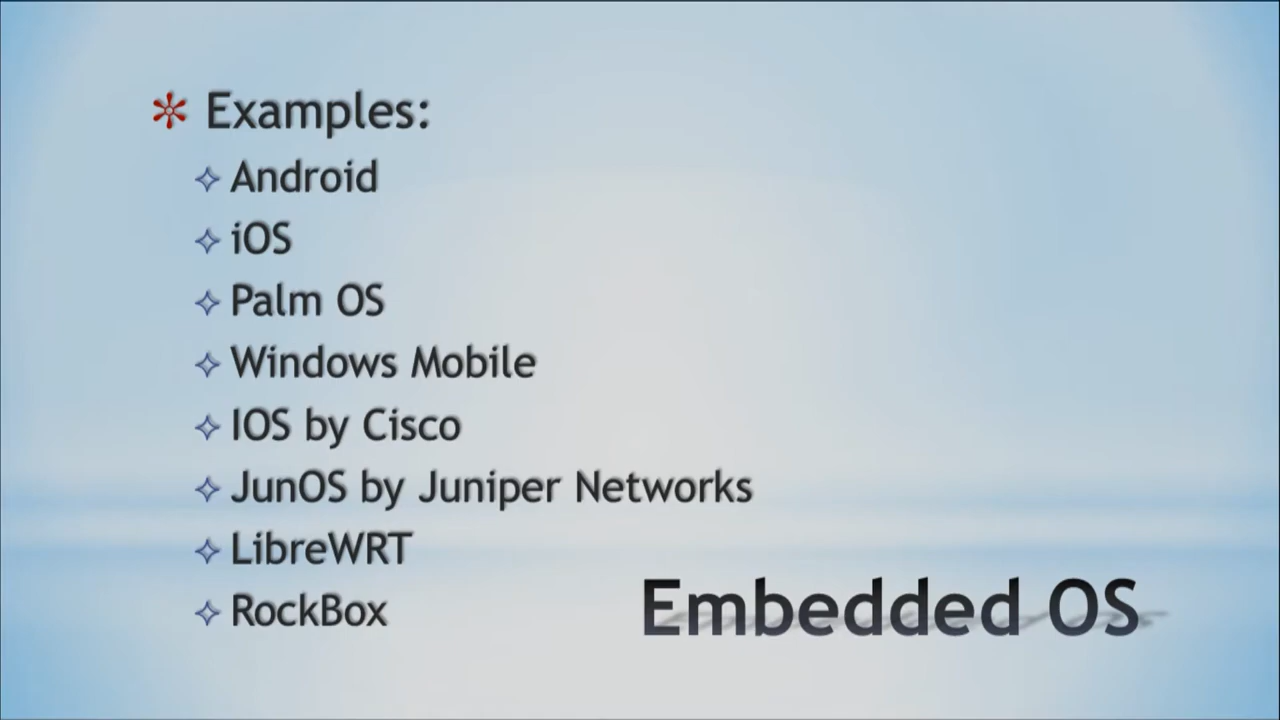 Examples:
Android
iOS
Palm OS
Windows Mobile
IOS by Cisco
JunOS by Juniper Networks
LibreWRT
RockBox
Embedded OS